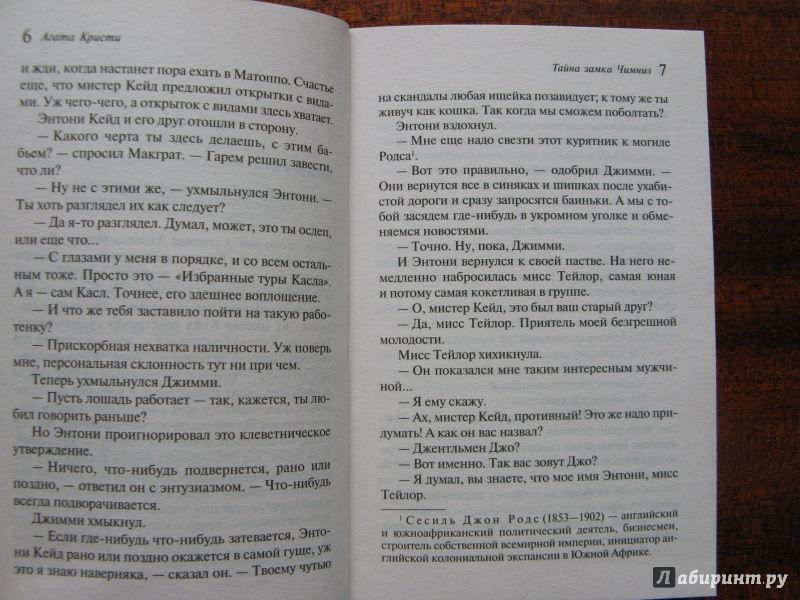 6 Агата Кристи
и жди, когда настанет пора ехать в Матоппо. Счастье
еще, что мистер Кейд предложил открытки с вида-
ми. Уж чего-чего, а открыток с видами здесь хватает.
Энтони Кейд и его друг отошли в сторону.
— Какого черта ты здесь делаешь, с этим ба-
бьем? — спросил Макграт. — Гарем решил завести,
что ли?
— Ну не с этими же, — ухмыльнулся Энтони. —
Ты хоть разглядел их как следует?
— Да я-то разглядел. Думал, может, это ты ослеп,
или еще что...
— С глазами у меня в порядке, и со всем осталь-
ным тоже. Просто это — «Избранные туры Касла».
А я — сам Касл. Точнее, его здешнее воплощение.
— И что же тебя заставило пойти на такую рабо-
тенку?
— Прискорбная нехватка наличности. Уж поверь
мне, персональная склонность тут ни при чем.
Теперь ухмыльнулся Джимми.
— Пусть лошадь работает — так, кажется, ты лю-
бил говорить раньше?
Но Энтони проигнорировал это клеветническое
утверждение.
— Ничего, что-нибудь подвернется, рано или
поздно, — ответил он с энтузиазмом. — Что-нибудь
всегда подворачивается.
Джимми хмыкнул.
— Если где-нибудь что-нибудь затевается, Энто-
ни Кейд рано или поздно окажется в самой гуще, уж
это я знаю наверняка, — сказал он. — Твоему чутью
Тайна замка Чимниз 7
на скандалы любая ищейка позавидует; к тому же ты
живуч как кошка. Так когда мы сможем поболтать?
Энтони вздохнул.
— Мне еще надо свезти этот курятник к могиле
Родса¹.
— Вот это правильно, — одобрил Джимми. —
Они вернутся все в синяках и шишках после ухаби-
стой дороги и сразу запросятся баиньки. А мы с то-
бой засядем где-нибудь в укромном уголке и обме-
няемся новостями.
— Точно. Ну, пока, Джимми.
И Энтони вернулся к своей пастве. На него не-
медленно набросилась мисс Тейлор, самая юная
и потому самая кокетливая в группе.
— О, мистер Кейд, это был ваш старый друг?
— Да, мисс Тейлор. Приятель моей безгрешной
молодости.
Мисс Тейлор хихикнула.
— Он показался мне таким интересным мужчи-
ной...
— Я ему скажу.
— Ах, мистер Кейд, противный! Это же надо при-
думать! А как он вас назвал?
— Джентльмен Джо?
— Вот именно. Так вас зовут Джо?
— Я думал, вы знаете, что мое имя Энтони, мисс
Тейлор.
¹ Сесиль Джон Родс (1853—1902) — английский
и южноафриканский политический деятель, бизнесмен,
строитель собственной всемирной империи, инициатор ан-
глийской колониальной экспансии в Южной Африке.
Лабиринт.ру